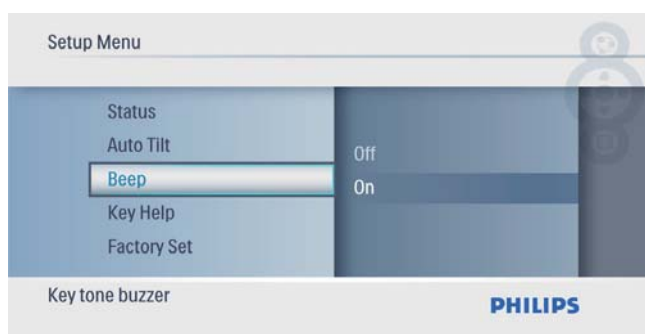 Setup Menu
Status
Auto Tilt
Beep
Key Help
Factory Set
Off
On
Key tone buzzer
PHILIPS